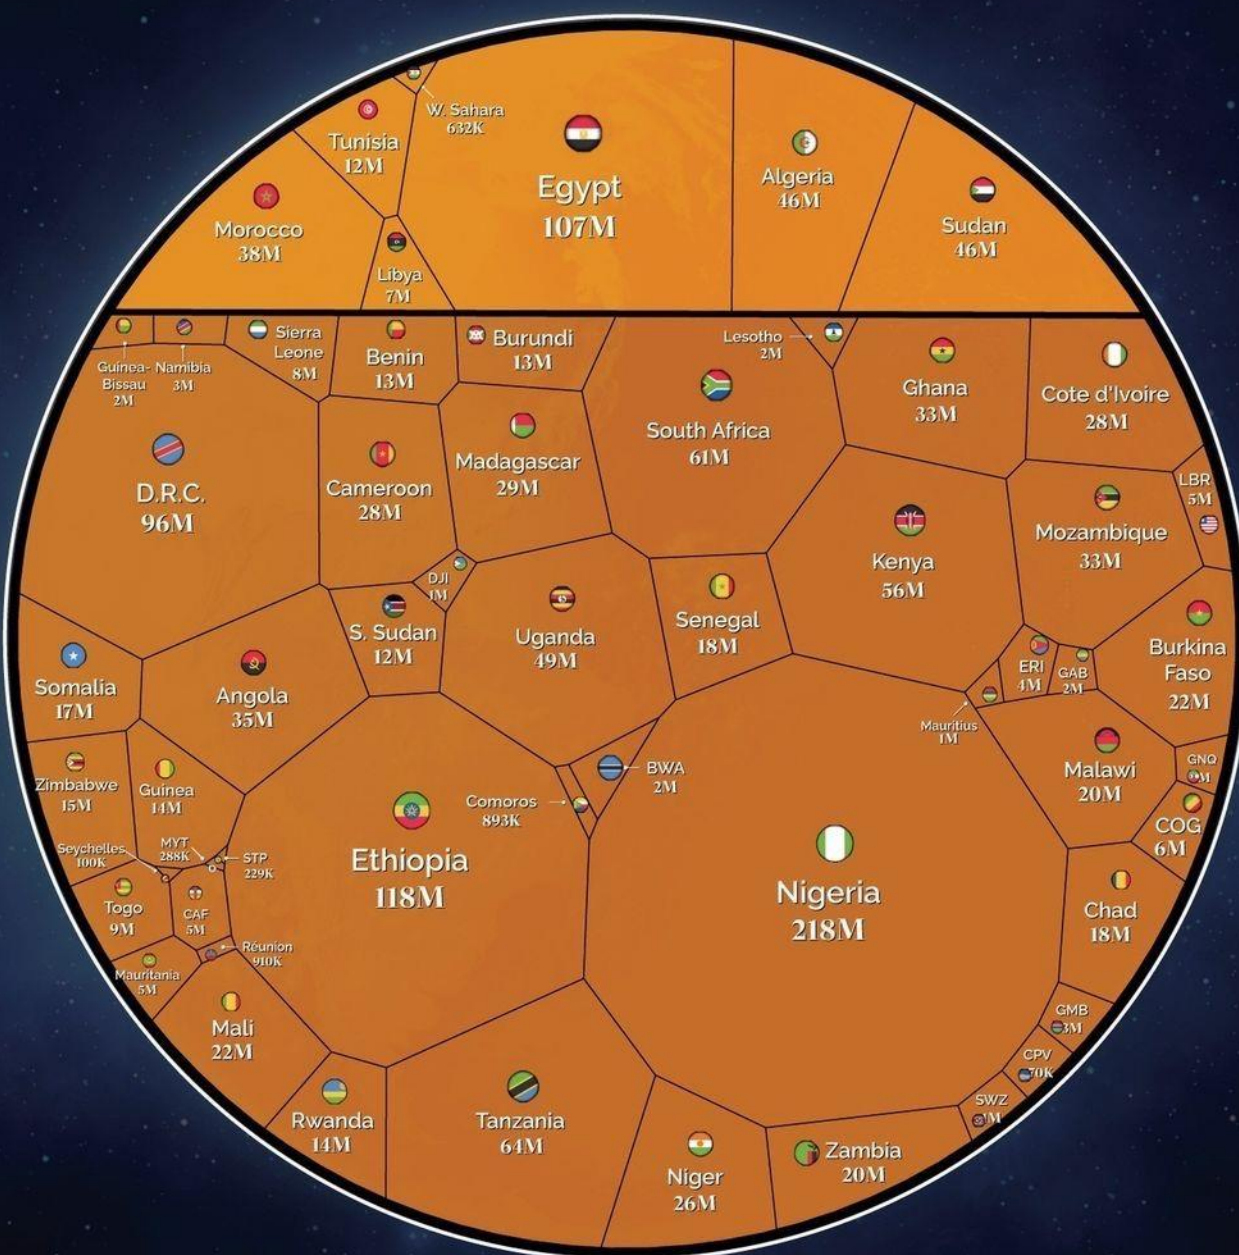 W. Sahara
632K
Tunisia
12M
Egypt
107M
Algeria
46M
Sudan
46M
Morocco
38M
Libya
7M
Guinea-
Bissau
2M
Namibia
3M
Sierra
Leone
8M
Benin
13M
Burundi
13M
Lesotho
2M
South Africa
61M
Ghana
33M
Cote d'Ivoire
28M
D.R.C.
96M
Cameroon
28M
Madagascar
29M
Kenya
56M
Mozambique
33M
LBR
5M
DJI
1M
S. Sudan
12M
Uganda
49M
Senegal
18M
Burkina
Faso
22M
Somalia
17M
Angola
35M
ERI
4M
GAB
2M
Mauritius
1M
Malawi
20M
GNQ
M
COG
6M
Zimbabwe
15M
Guinea
14M
BWA
2M
Comoros
893K
Seychelles
100K
MYT
288K
STP
229K
Ethiopia
118M
Nigeria
218M
Togo
9M
CAF
5M
Chad
18M
Réunion
910K
Mauritania
5M
Mali
22M
GMB
3M
CPV
70K
SWZ
M
Rwanda
14M
Tanzania
64M
Niger
26M
Zambia
20M